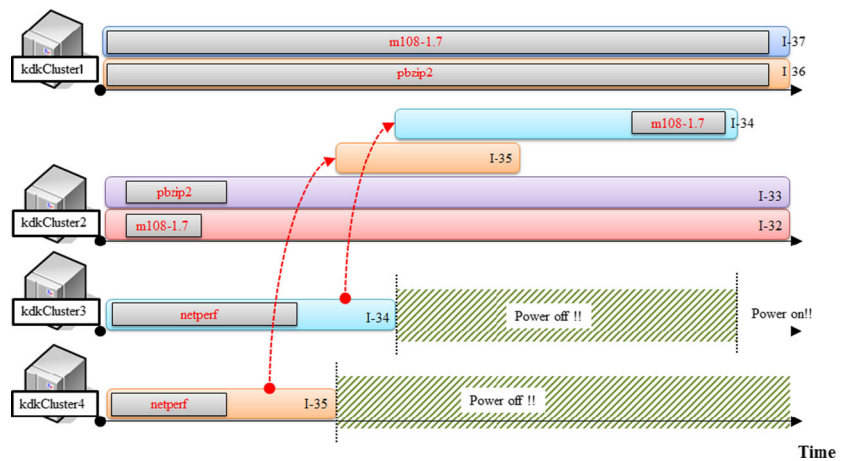 m108-1.7
I-37
kdkCluster1
pbzip2
I 36
m108-1.7
I-34
I-35
pbzip2
I-33
kdkCluster2
m108-1.7
I-32
kdkCluster3
netperf
I-34
Power off !!
Power on!!
kdkCluster4
netperf
I-35
Power off !!
Time